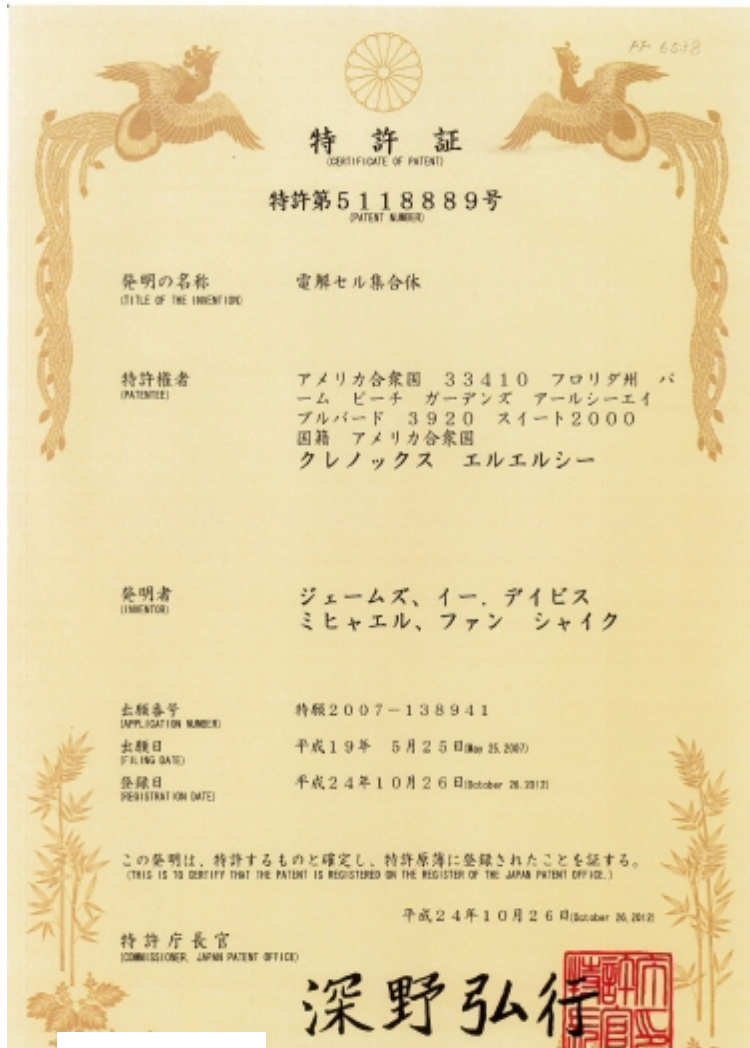 PP 6538
特許証
(CERTIFICATE OF PATENT)
特許第5118889号
(PATENT NUMBER)
発明の名称
(TITLE OF THE INVENTION)
電解セル集合体
特許権者
(PATENTEE)
アメリカ合衆国 33410 フロリダ州 パ
ーム ビーチ ガーデンズ アールシーエイ
ブルバード 3920 スイート2000
国籍 アメリカ合衆国
クレノックス エルエルシー
発明者
(INVENTOR)
ジェームズ、イー. デイビス
ミヒャエル、ファン シャイク
出願番号
(APPLICATION NUMBER)
特願2007-138941
出願日
(FILING DATE)
平成19年 5月25日(May 25,2007)
登録日
(REGISTRATION DATE)
平成24年10月26日(October 26,2012)
この発明は、特許するものと確定し、特許原簿に登録されたことを証する。
(THIS IS TO CERTIFY THAT THE PATENT IS REGISTERED ON THE REGISTER OF THE JAPAN PATENT OFFICE.)
平成24年10月26日(October 26,2012)
特許庁長官
(COMMISSIONER, JAPAN PATENT OFFICE)
深野弘行